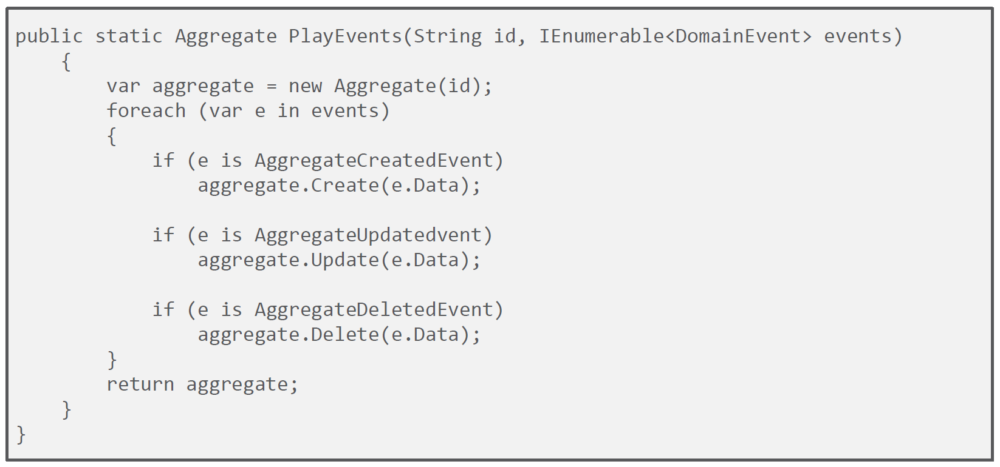 public static Aggregate PlayEvents(String id, IEnumerable<DomainEvent> events)
    {
        var aggregate = new Aggregate(id);
        foreach (var e in events)
        {
            if (e is AggregateCreatedEvent)
                aggregate.Create(e.Data);

            if (e is AggregateUpdatedvent)
                aggregate.Update(e.Data);

            if (e is AggregateDeletedEvent)
                aggregate.Delete(e.Data);
        }
        return aggregate;
    }
}